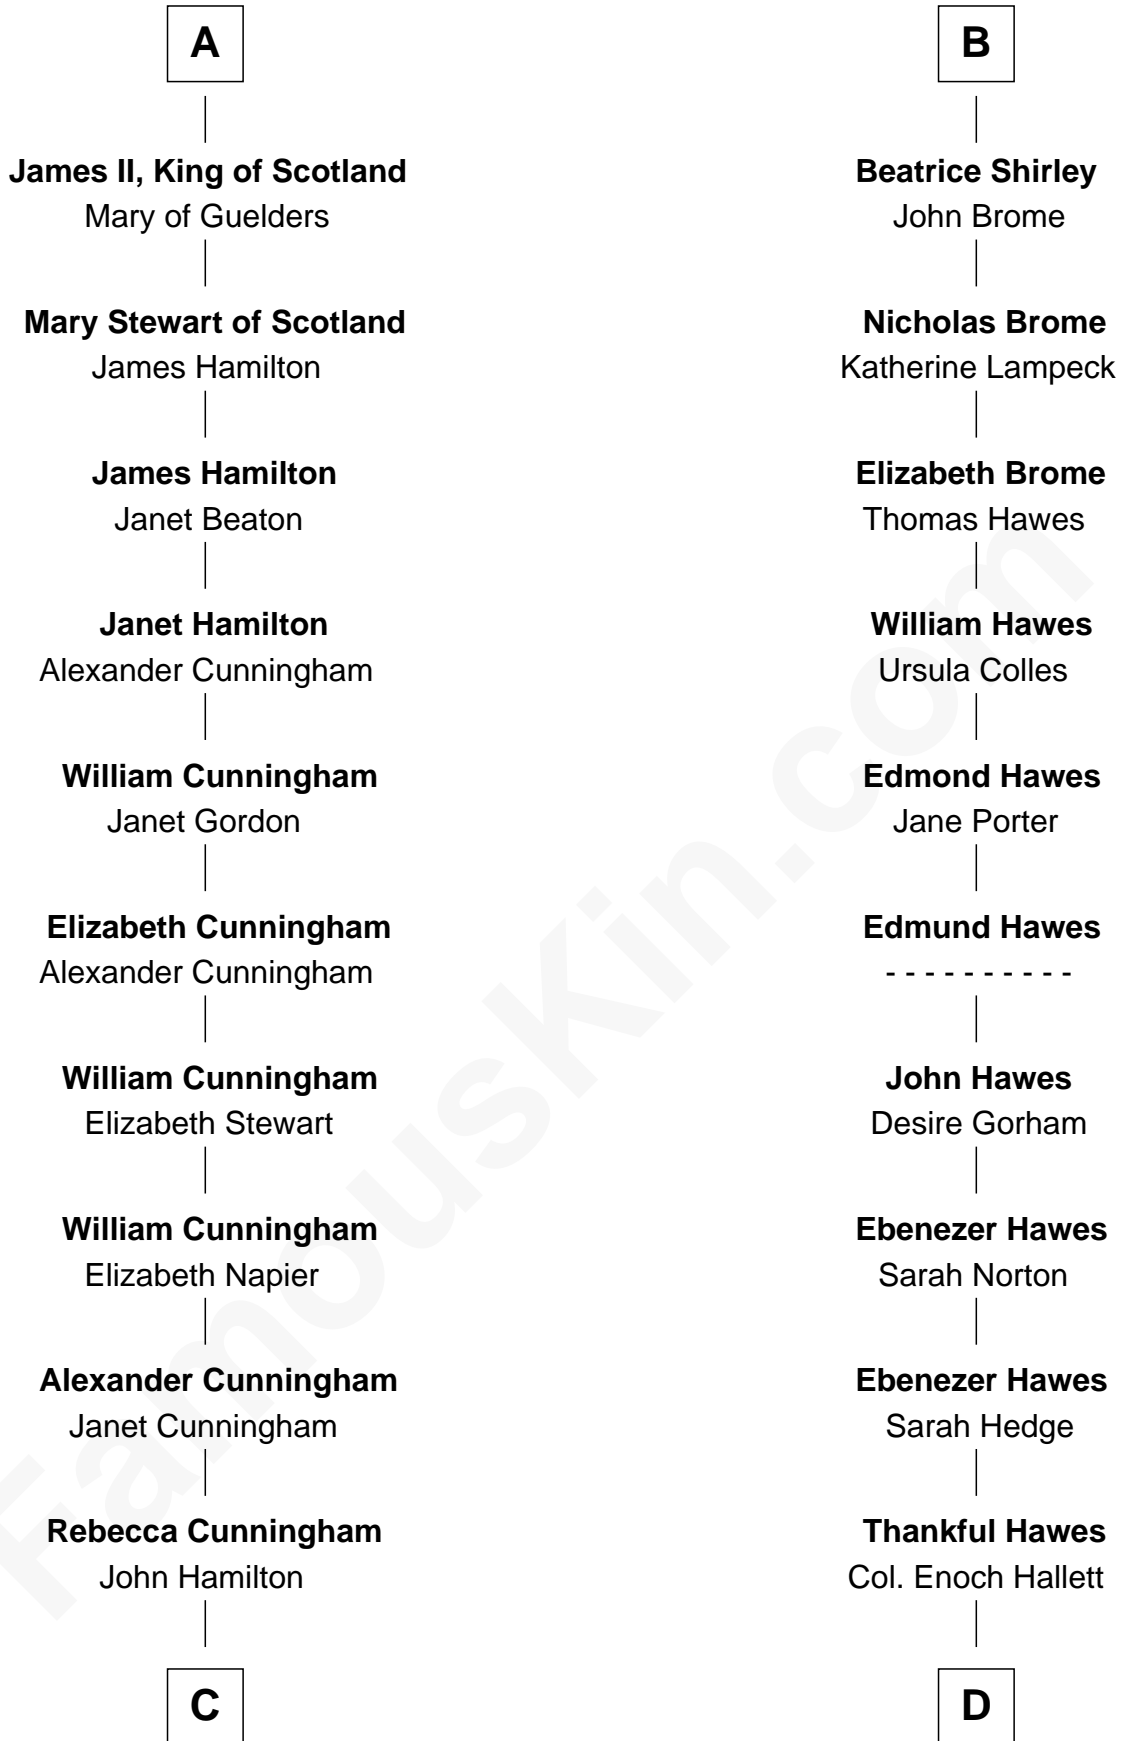 A
James II, King of Scotland
Mary of Guelders
Mary Stewart of Scotland
James Hamilton
James Hamilton
Janet Beaton
Janet Hamilton
Alexander Cunningham
William Cunningham
Janet Gordon
Elizabeth Cunningham
Alexander Cunningham
William Cunningham
Elizabeth Stewart
William Cunningham
Elizabeth Napier
Alexander Cunningham
Janet Cunningham
Rebecca Cunningham
John Hamilton
C
B
Beatrice Shirley
John Brome
Nicholas Brome
Katherine Lampeck
Elizabeth Brome
Thomas Hawes
William Hawes
Ursula Colles
Edmond Hawes
Jane Porter
Edmund Hawes
- - - - - - - - - -
John Hawes
Desire Gorham
Ebenezer Hawes
Sarah Norton
Ebenezer Hawes
Sarah Hedge
Thankful Hawes
Col. Enoch Hallett
D
FamousKin.com